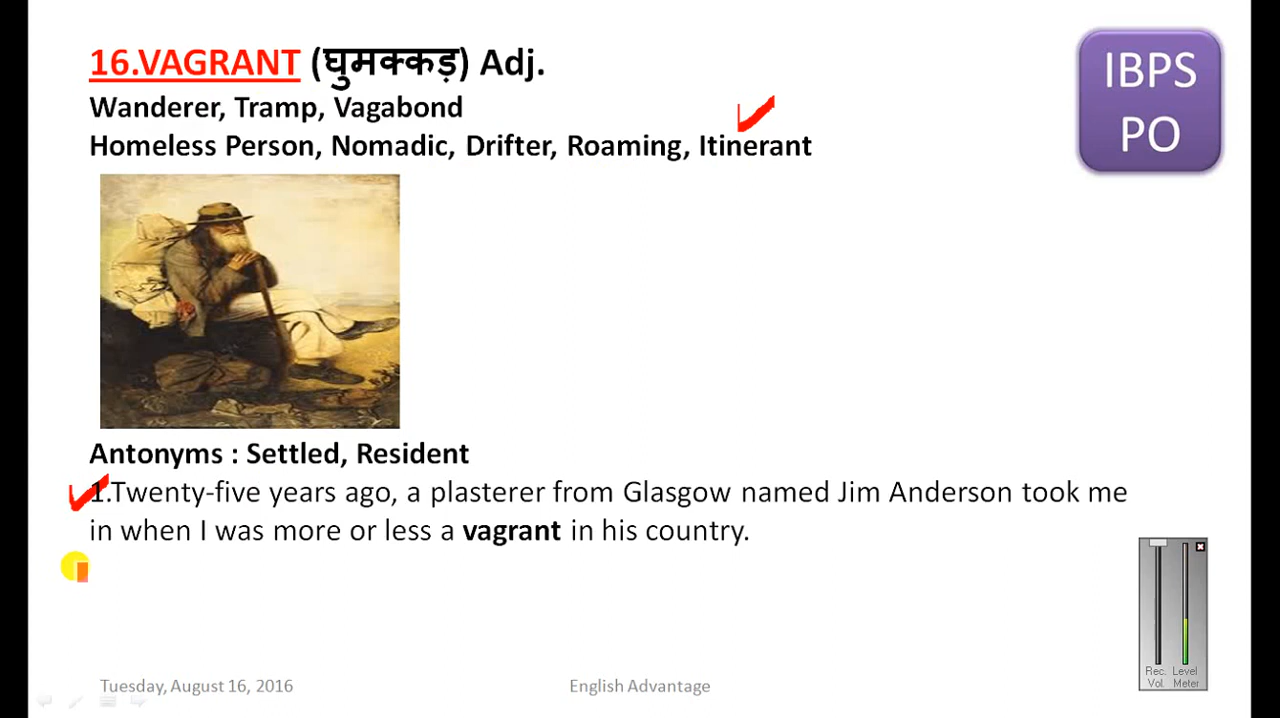 16.VAGRANT (घुमक्कड़) Adj.
IBPS
PO
Wanderer, Tramp, Vagabond
Homeless Person, Nomadic, Drifter, Roaming, Itinerant
Antonyms : Settled, Resident
1.Twenty-five years ago, a plasterer from Glasgow named Jim Anderson took me
in when I was more or less a vagrant in his country.
Rec. Level
Vol. Meter
Tuesday, August 16, 2016
English Advantage